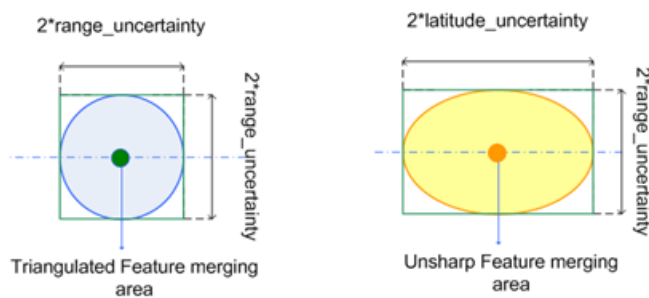 2*range_uncertainty
2*range_uncertainty
Triangulated Feature merging
area
2*latitude_uncertainty
2*range_uncertainty
Unsharp Feature merging
area